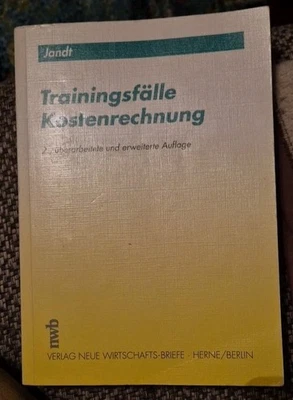 Jandt
Trainingsfälle
Kostenrechnung
2., überarbeitete und erweiterte Auflage
nwb
VERLAG NEUE WIRTSCHAFTS-BRIEFE HERNE/BERLIN